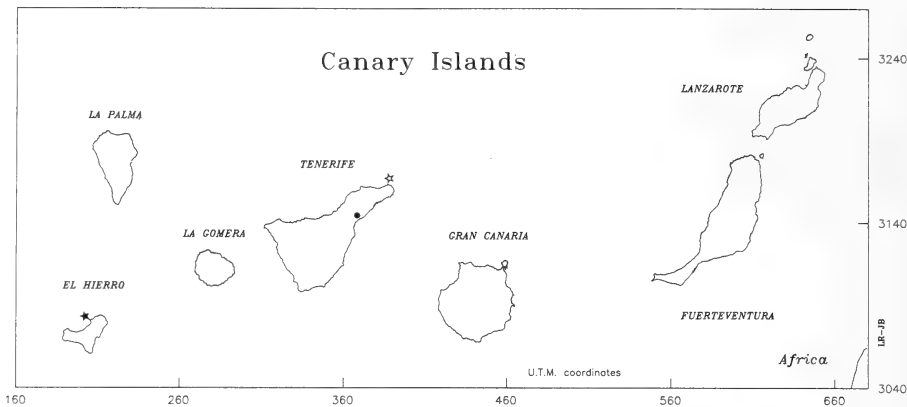 Canary Islands
3240
LANZAROTE
LA PALMA
TENERIFE
3140
LA GOMERA
GRAN CANARIA
EL HIERRO
FUERTEVENTURA
LR-JB
Africa
U.T.M. coordinates
3040
160
260
360
460
560
660